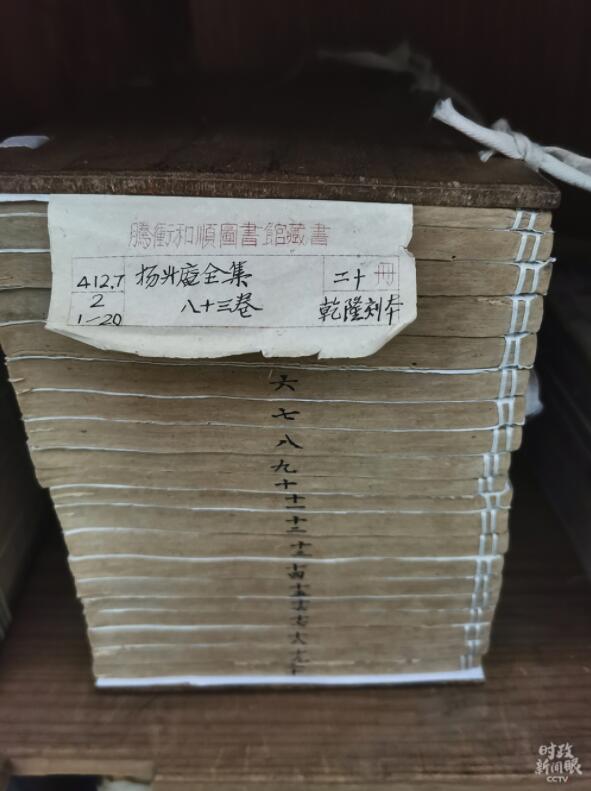 騰衝和順圖書館藏書
412.7 杨升庵全集 二十冊
2
1-20 八十三卷 乾隆刻本
六
七
八
九
十
十一
十二
十三
十四
十五
十六
十七
十八
十九
二十
时政
新闻眼
CCTV